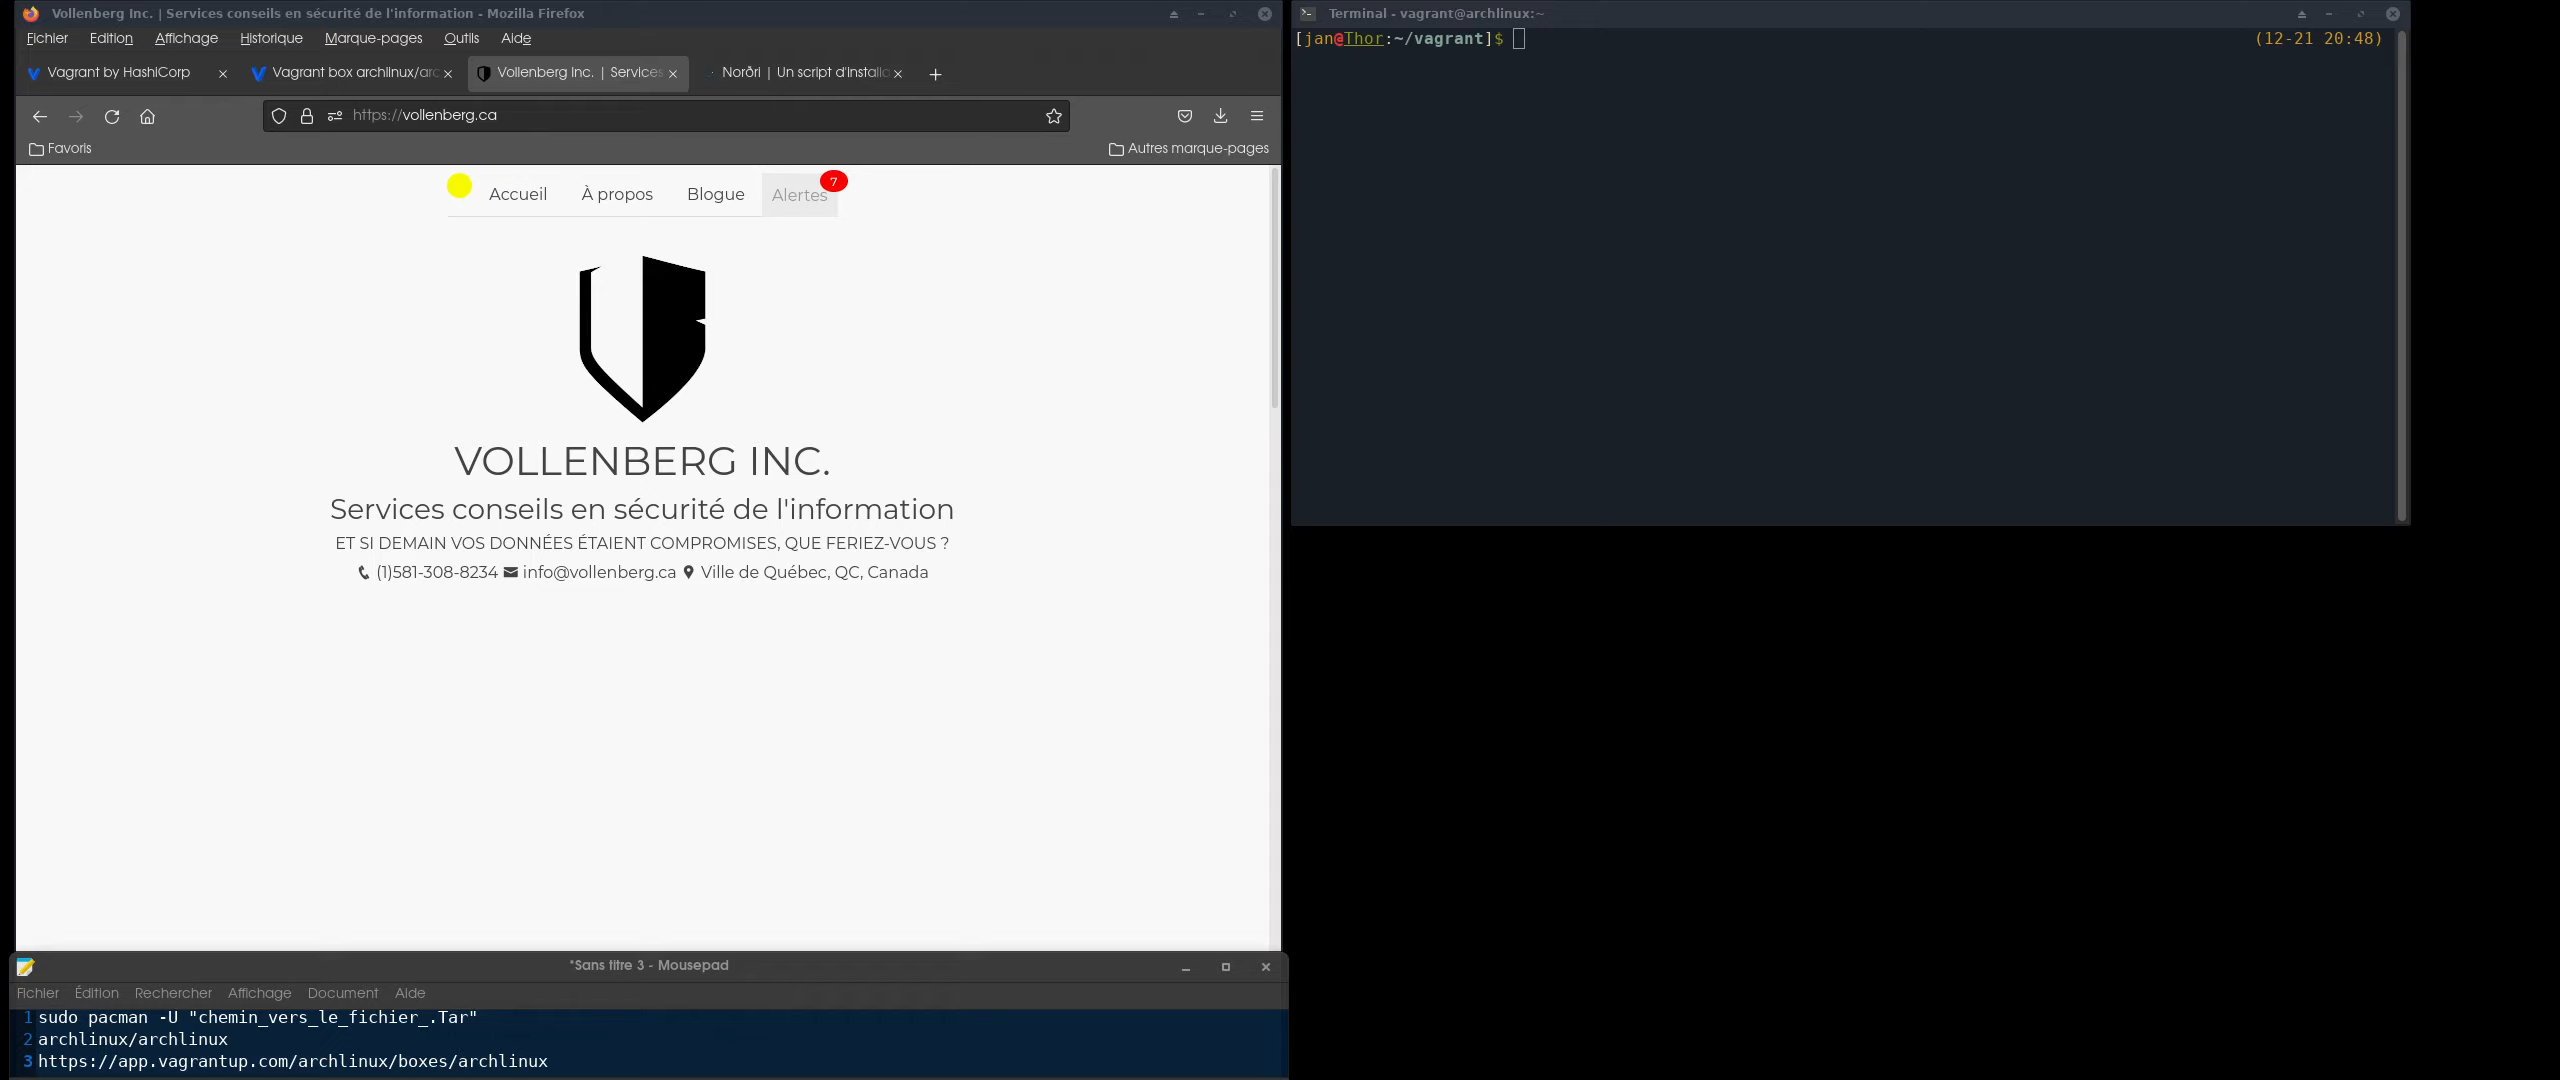 Vollenberg Inc. | Services conseils en sécurité de l'information - Mozilla Firefox
Fichier Edition Affichage Historique Marque-pages Outils Aide
Vagrant by HashiCorp Vagrant box archlinux/arc Vollenberg Inc. | Services Norðri | Un script d'installa
https://vollenberg.ca
Favoris Autres marque-pages
Accueil À propos Blogue Alertes 7
VOLLENBERG INC.
Services conseils en sécurité de l'information
ET SI DEMAIN VOS DONNÉES ÉTAIENT COMPROMISES, QUE FERIEZ-VOUS ?
(1)581-308-8234 info@vollenberg.ca Ville de Québec, QC, Canada
*Sans titre 3 - Mousepad
Fichier Édition Rechercher Affichage Document Aide
1 sudo pacman -U "chemin_vers_le_fichier_.Tar"
2 archlinux/archlinux
3 https://app.vagrantup.com/archlinux/boxes/archlinux
Terminal - vagrant@archlinux:~
[jan@Thor:~/vagrant]$ (12-21 20:48)